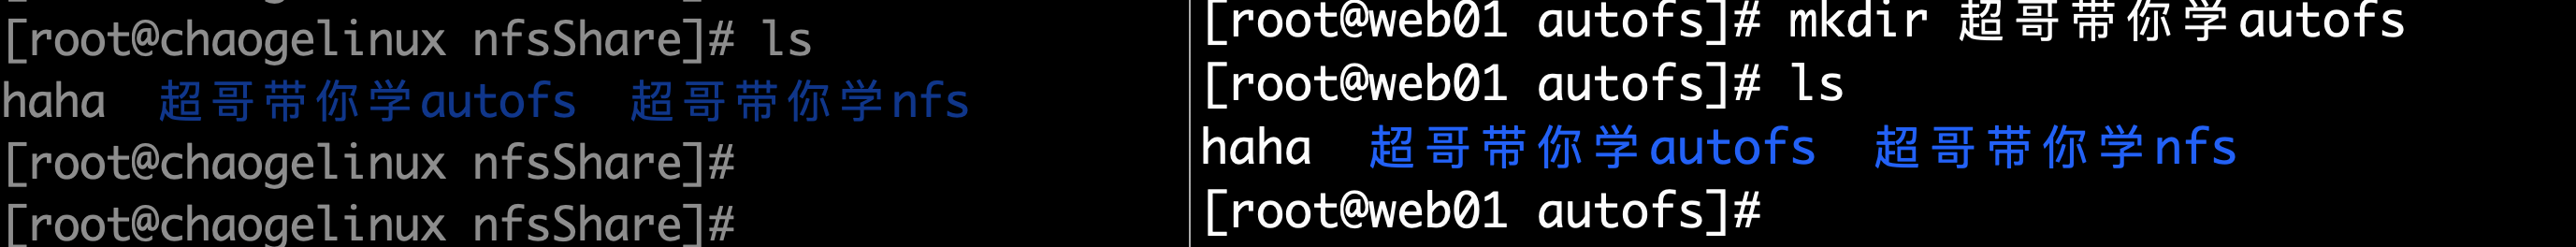 [root@chaogelinux nfsShare]# ls
haha  超哥带你学autofs  超哥带你学nfs
[root@chaogelinux nfsShare]#
[root@chaogelinux nfsShare]#
[root@web01 autofs]# mkdir 超哥带你学autofs
[root@web01 autofs]# ls
haha  超哥带你学autofs  超哥带你学nfs
[root@web01 autofs]#